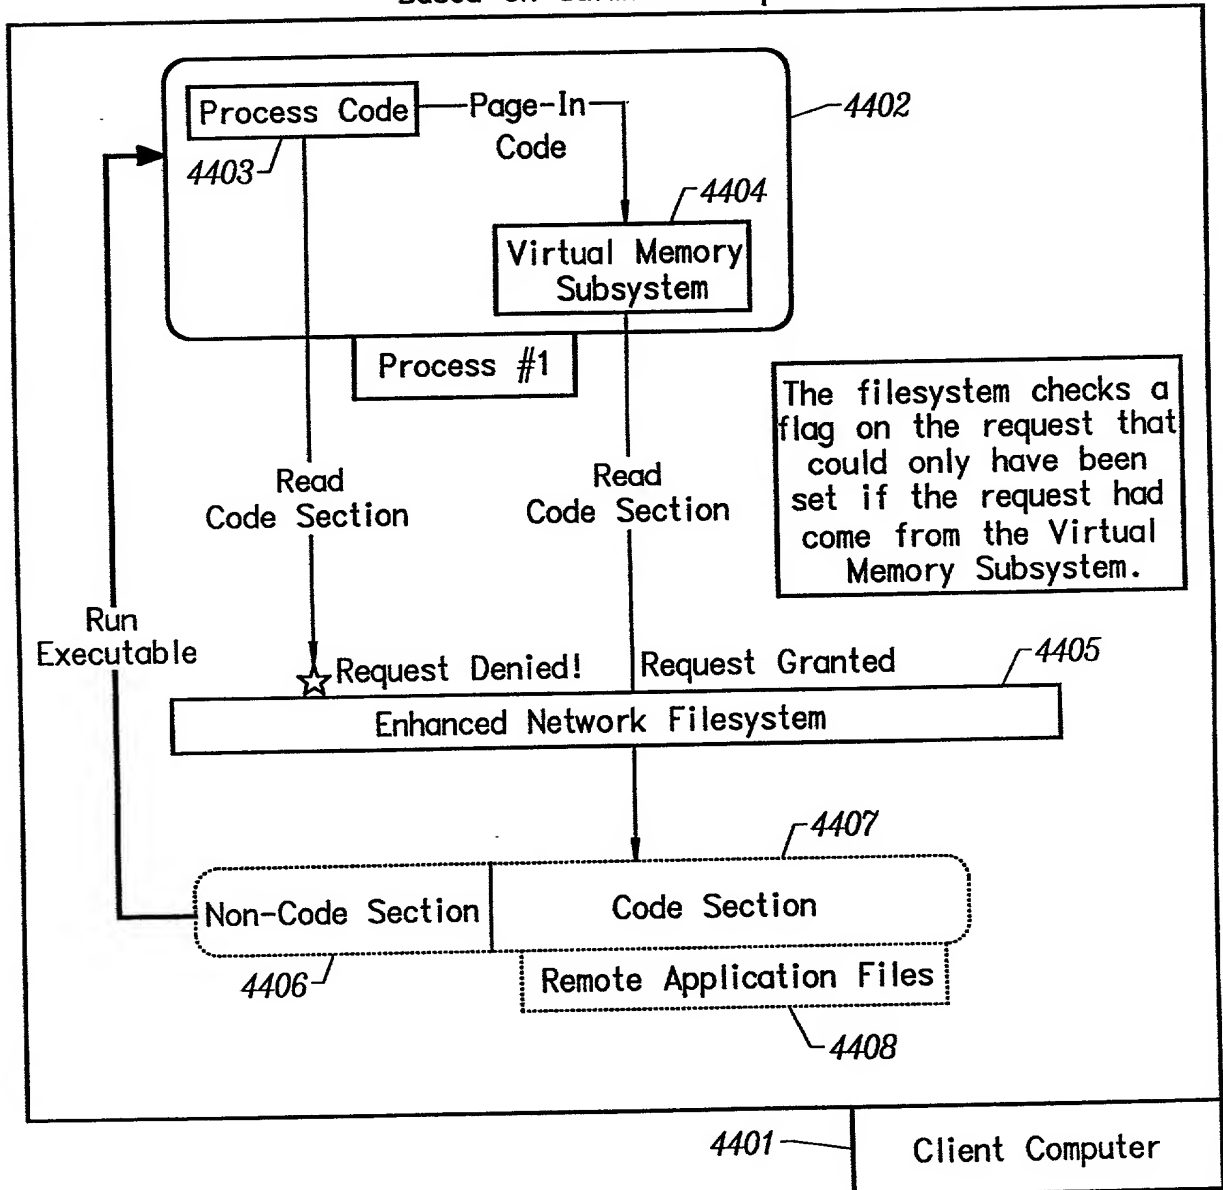 Process Code
Page-In
Code
4402
4403
4404
Virtual Memory
Subsystem
Process #1
The filesystem checks a
flag on the request that
could only have been
set if the request had
come from the Virtual
Memory Subsystem.
Read
Code Section
Read
Code Section
Run
Executable
Request Denied!
Request Granted
4405
Enhanced Network Filesystem
4407
Non-Code Section
Code Section
4406
Remote Application Files
4408
4401
Client Computer